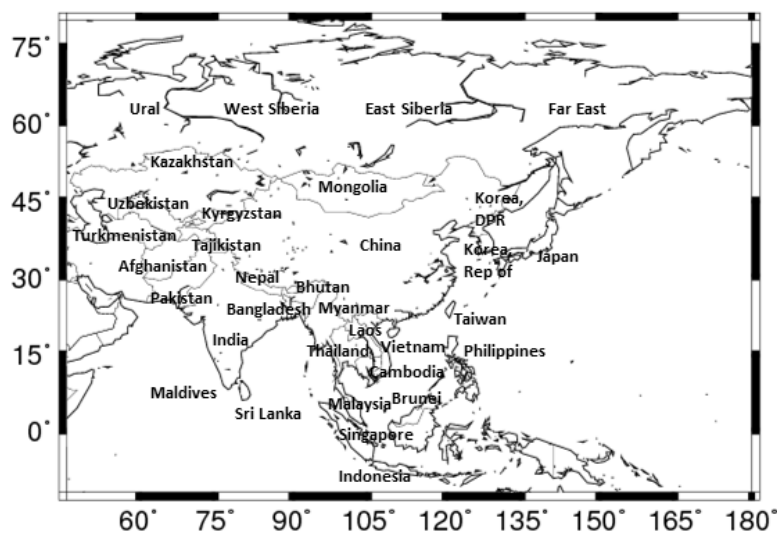 75°
60°
45°
30°
15°
0°
Ural
West Siberia
East Siberia
Far East
Kazakhstan
Mongolia
Uzbekistan
Kyrgyzstan
Korea,
DPR
Turkmenistan
Tajikistan
China
Korea,
Rep of
Japan
Afghanistan
Nepal
Bhutan
Pakistan
Bangladesh
Myanmar
Taiwan
India
Laos
Thailand
Vietnam
Philippines
Cambodia
Maldives
Sri Lanka
Malaysia
Brunei
Singapore
Indonesia
60° 75° 90° 105° 120° 135° 150° 165° 180°